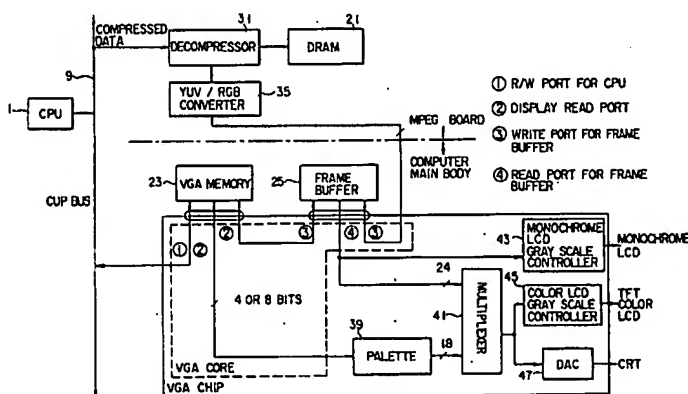 COMPRESSED
DATA
31
DECOMPRESSOR
21
DRAM
9
1
CPU
YUV / RGB
CONVERTER
35
① R/W PORT FOR CPU
② DISPLAY READ PORT
③ WRITE PORT FOR FRAME
BUFFER
④ READ PORT FOR FRAME
BUFFER
MPEG BOARD
COMPUTER
MAIN BODY
CUP BUS
23
VGA MEMORY
25
FRAME
BUFFER
① ② ② ③ ④ ③
4 OR 8 BITS
VGA CORE
VGA CHIP
24
39
PALETTE
18
41
MULTIPLEXER
43
MONOCHROME
LCD
GRAY SCALE
CONTROLLER
MONOCHROME
LCD
45
COLOR LCD
GRAY SCALE
CONTROLLER
TFT
COLOR
LCD
47
DAC
CRT